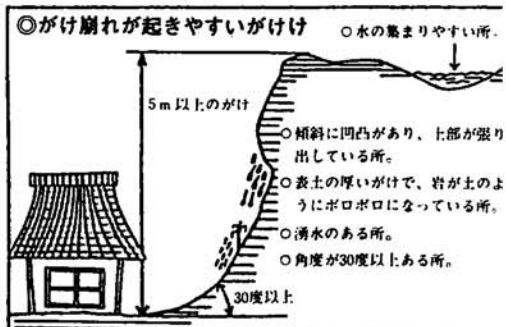 ◎がけ崩れが起きやすいがけけ
○水の集まりやすい所.
5m以上のがけ
○傾斜に凹凸があり、上部が張り
出している所。
○表土の厚いがけで、岩が土のよ
うにボロボロになっている所。
○湧水のある所。
○角度が30度以上ある所。
30度以上